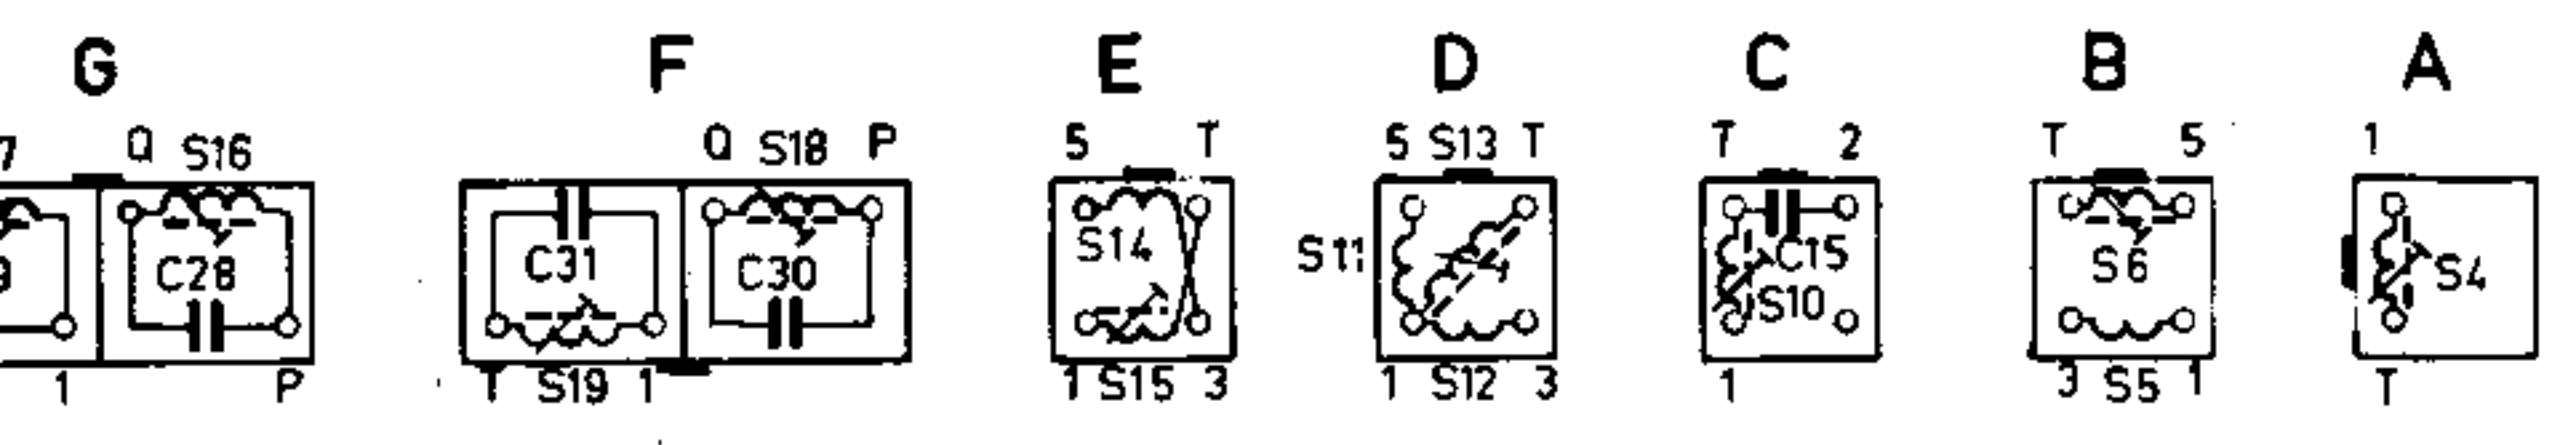 G F E D C B A
7 Q S16 Q S18 P 5 T 5 S13 T T 2 T 5 1
C28 C31 C30 S14 S11 C15 S10 S6 S4
1 P T S19 1 1 S15 3 1 S12 3 1 3 S5 1 T